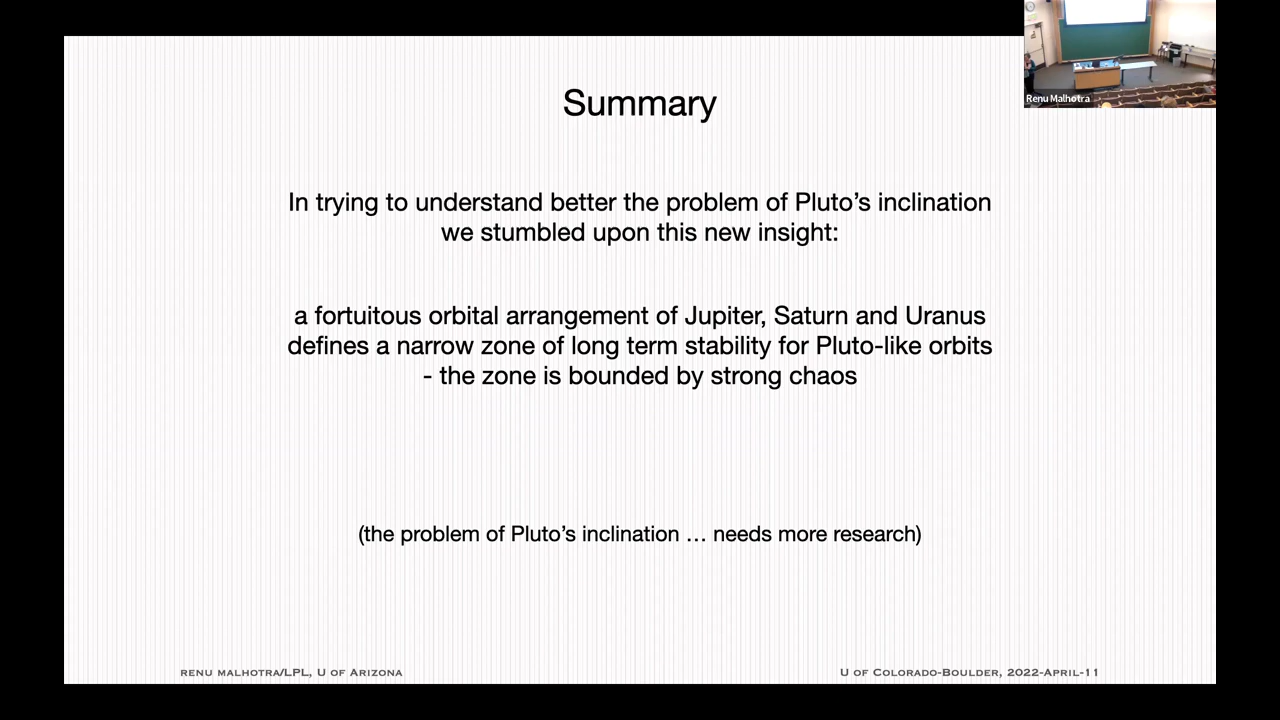 Summary
In trying to understand better the problem of Pluto’s inclination
we stumbled upon this new insight:
a fortuitous orbital arrangement of Jupiter, Saturn and Uranus
defines a narrow zone of long term stability for Pluto-like orbits
- the zone is bounded by strong chaos
(the problem of Pluto’s inclination … needs more research)
RENU MALHOTRA/LPL, U OF ARIZONA
U OF COLORADO-BOULDER, 2022-APRIL-11
Renu Malhotra